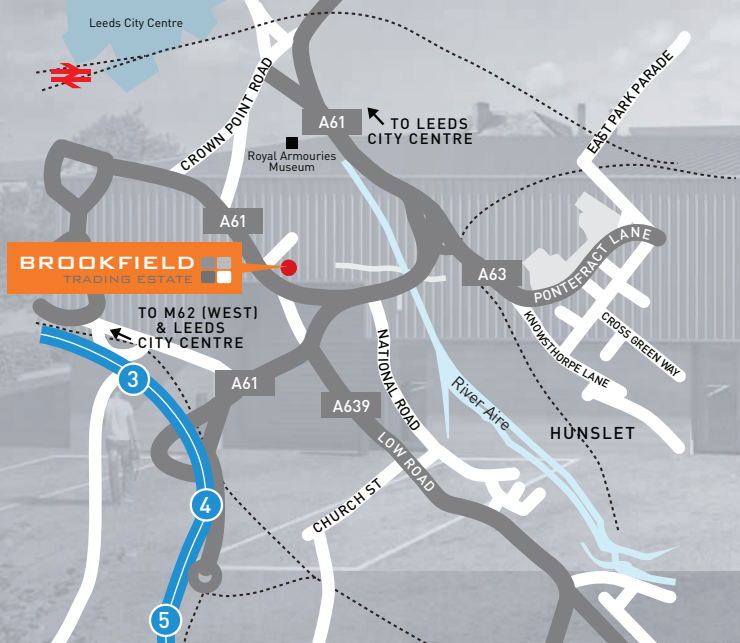 Leeds City Centre
EAST PARK PARADE
CROWN POINT ROAD
A61
TO LEEDS
CITY CENTRE
Royal Armouries
Museum
A61
PONTEFRACT LANE
BROOKFIELD
TRADING ESTATE
A63
TO M62 (WEST)
& LEEDS
CITY CENTRE
KNOWSTHORPE LANE
CROSS GREEN WAY
NATIONAL ROAD
3
A61
A639
River Aire
HUNSLET
LOW ROAD
4
CHURCH ST
5